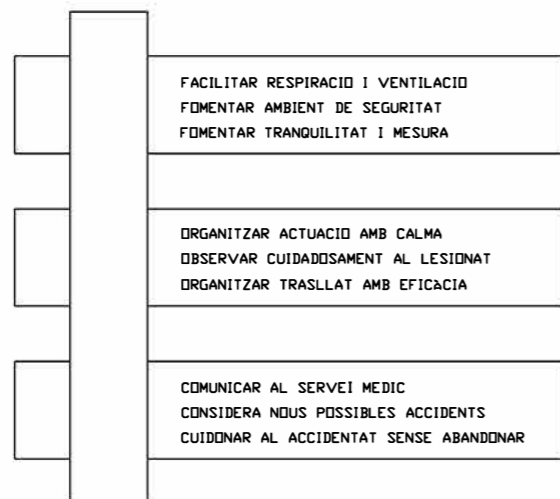 FACILITAR RESPIRACIO I VENTILACIO
FOMENTAR AMBIENT DE SEGURITAT
FOMENTAR TRANQUILITAT I MESURA
ORGANITZAR ACTUACIO AMB CALMA
OBSERVAR CUIDADOSAMENT AL LESIONAT
ORGANITZAR TRASLLAT AMB EFICàCIA
COMUNICAR AL SERVEI MEDIC
CONSIDERA NOUS POSSIBLES ACCIDENTS
CUIDONAR AL ACCIDENTAT SENSE ABANDONAR